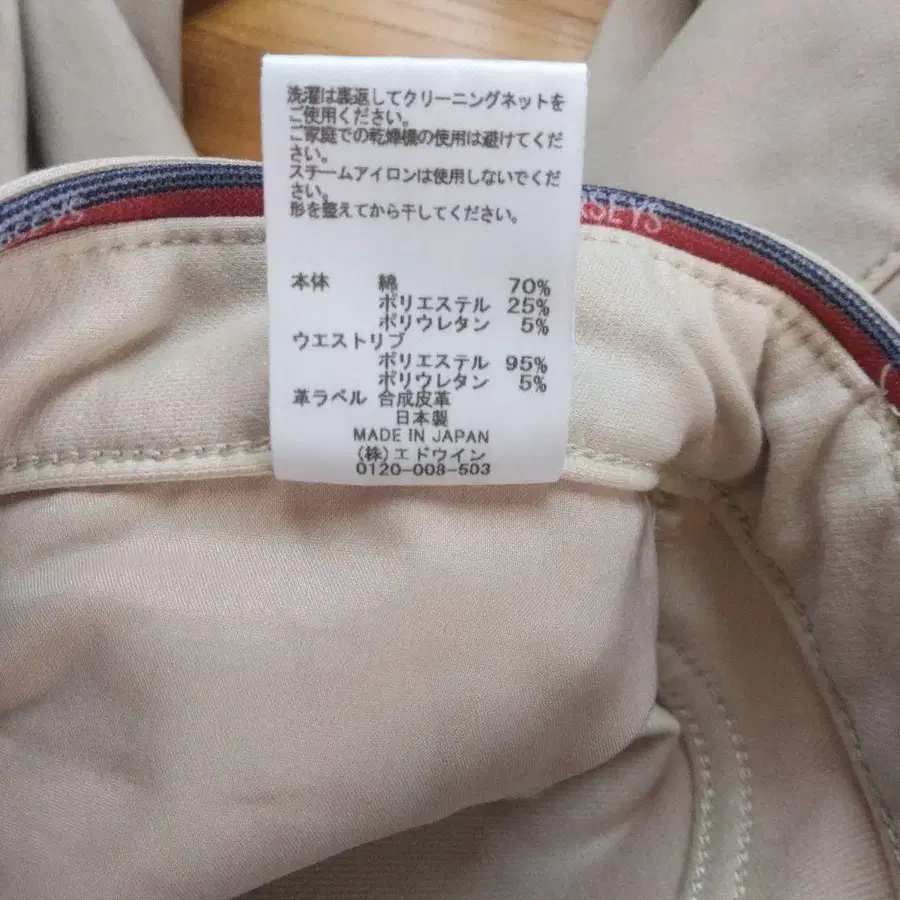 洗濯は裏返してクリーニングネットを
ご使用ください。
ご家庭での乾燥機の使用は避けてくだ
さい。
スチームアイロンは使用しないでくだ
さい。
形を整えてから干してください。
本体 綿 70%
ポリエステル 25%
ポリウレタン 5%
ウエストリブ
ポリエステル 95%
ポリウレタン 5%
革ラベル 合成皮革
日本製
MADE IN JAPAN
(株)エドウイン
0120-008-503